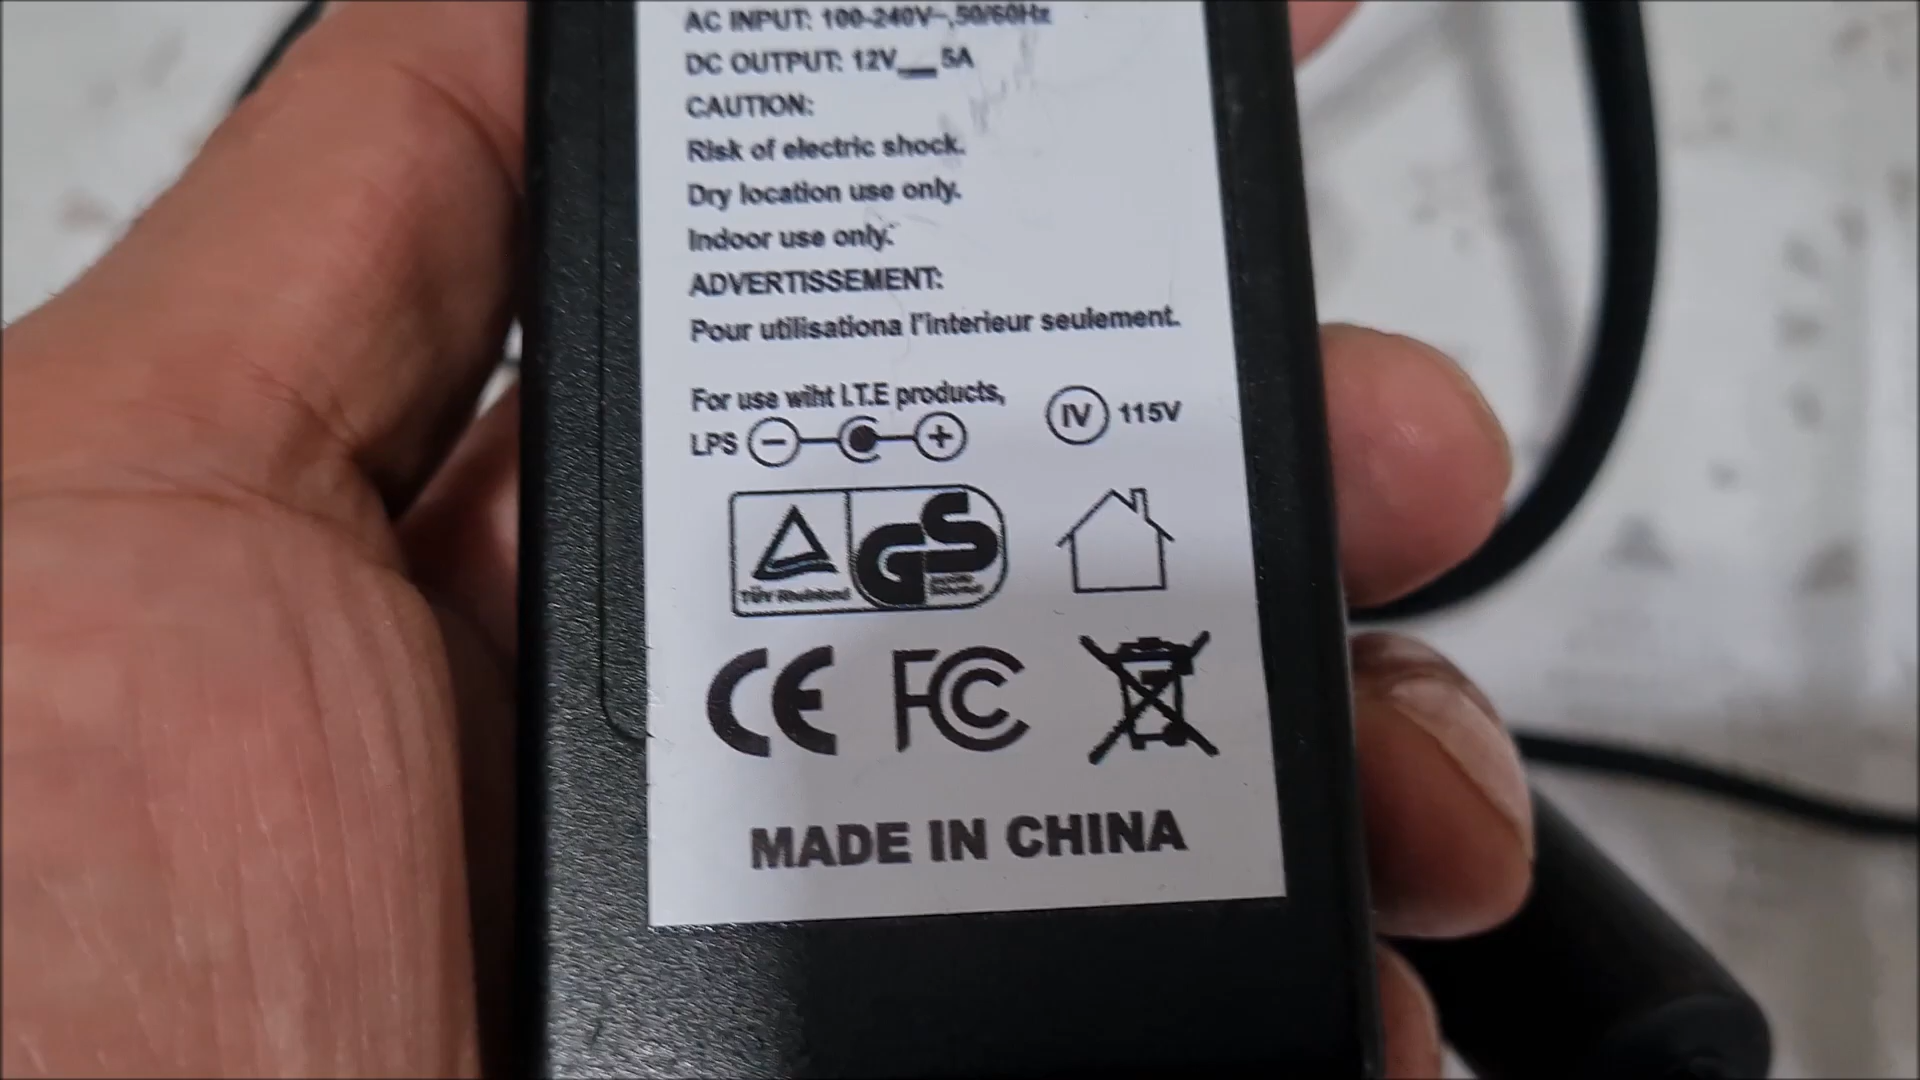 AC INPUT: 100-240V~,50/60Hz
DC OUTPUT: 12V 5A
CAUTION:
Risk of electric shock.
Dry location use only.
Indoor use only.
ADVERTISSEMENT:
Pour utilisationa l'interieur seulement.
For use wiht I.T.E products,
LPS − + IV 115V
TÜV Rheinland GS
CE FC
MADE IN CHINA